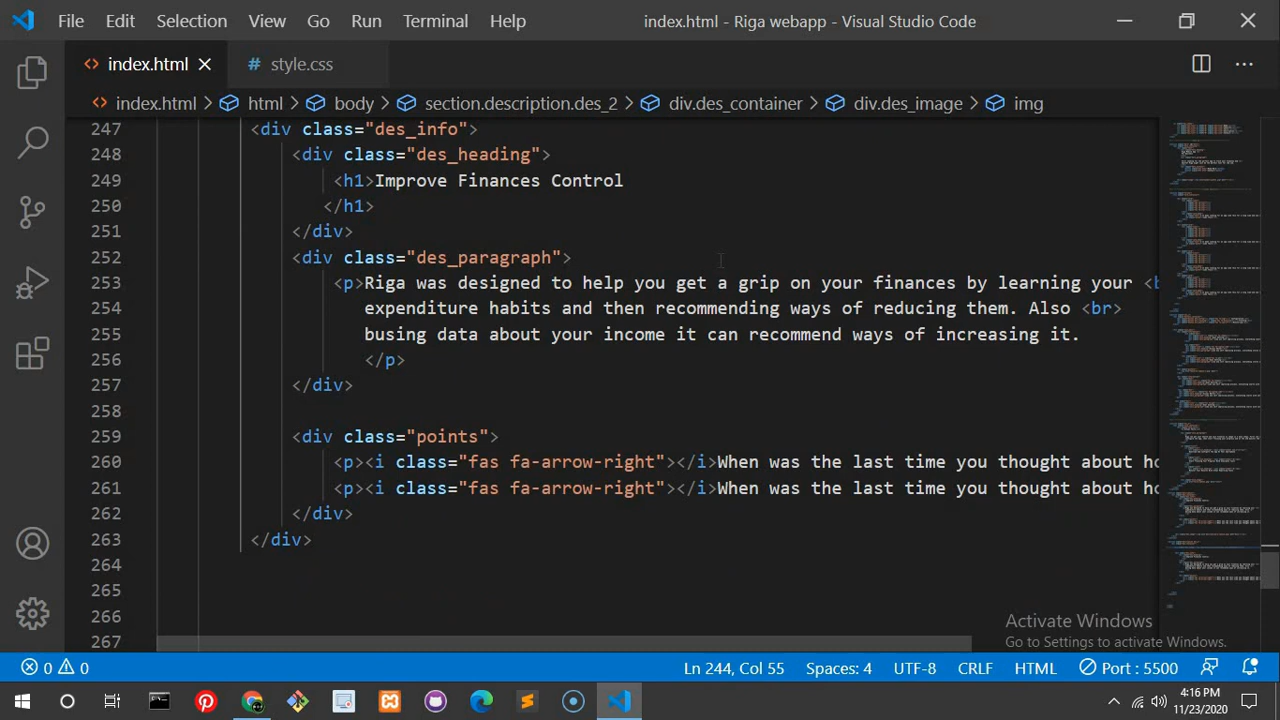 File Edit Selection View Go Run Terminal Help index.html - Riga webapp - Visual Studio Code
<> index.html × # style.css
<> index.html > html > body > section.description.des_2 > div.des_container > div.des_image > img
247 <div class="des_info">
248 <div class="des_heading">
249 <h1>Improve Finances Control
250 </h1>
251 </div>
252 <div class="des_paragraph">
253 <p>Riga was designed to help you get a grip on your finances by learning your <b
254 expenditure habits and then recommending ways of reducing them. Also <br>
255 busing data about your income it can recommend ways of increasing it.
256 </p>
257 </div>
258
259 <div class="points">
260 <p><i class="fas fa-arrow-right"></i>When was the last time you thought about ho
261 <p><i class="fas fa-arrow-right"></i>When was the last time you thought about ho
262 </div>
263 </div>
264
265
266
267
Activate Windows
Go to Settings to activate Windows.
0 0 Ln 244, Col 55 Spaces: 4 UTF-8 CRLF HTML Port : 5500
4:16 PM
11/23/2020